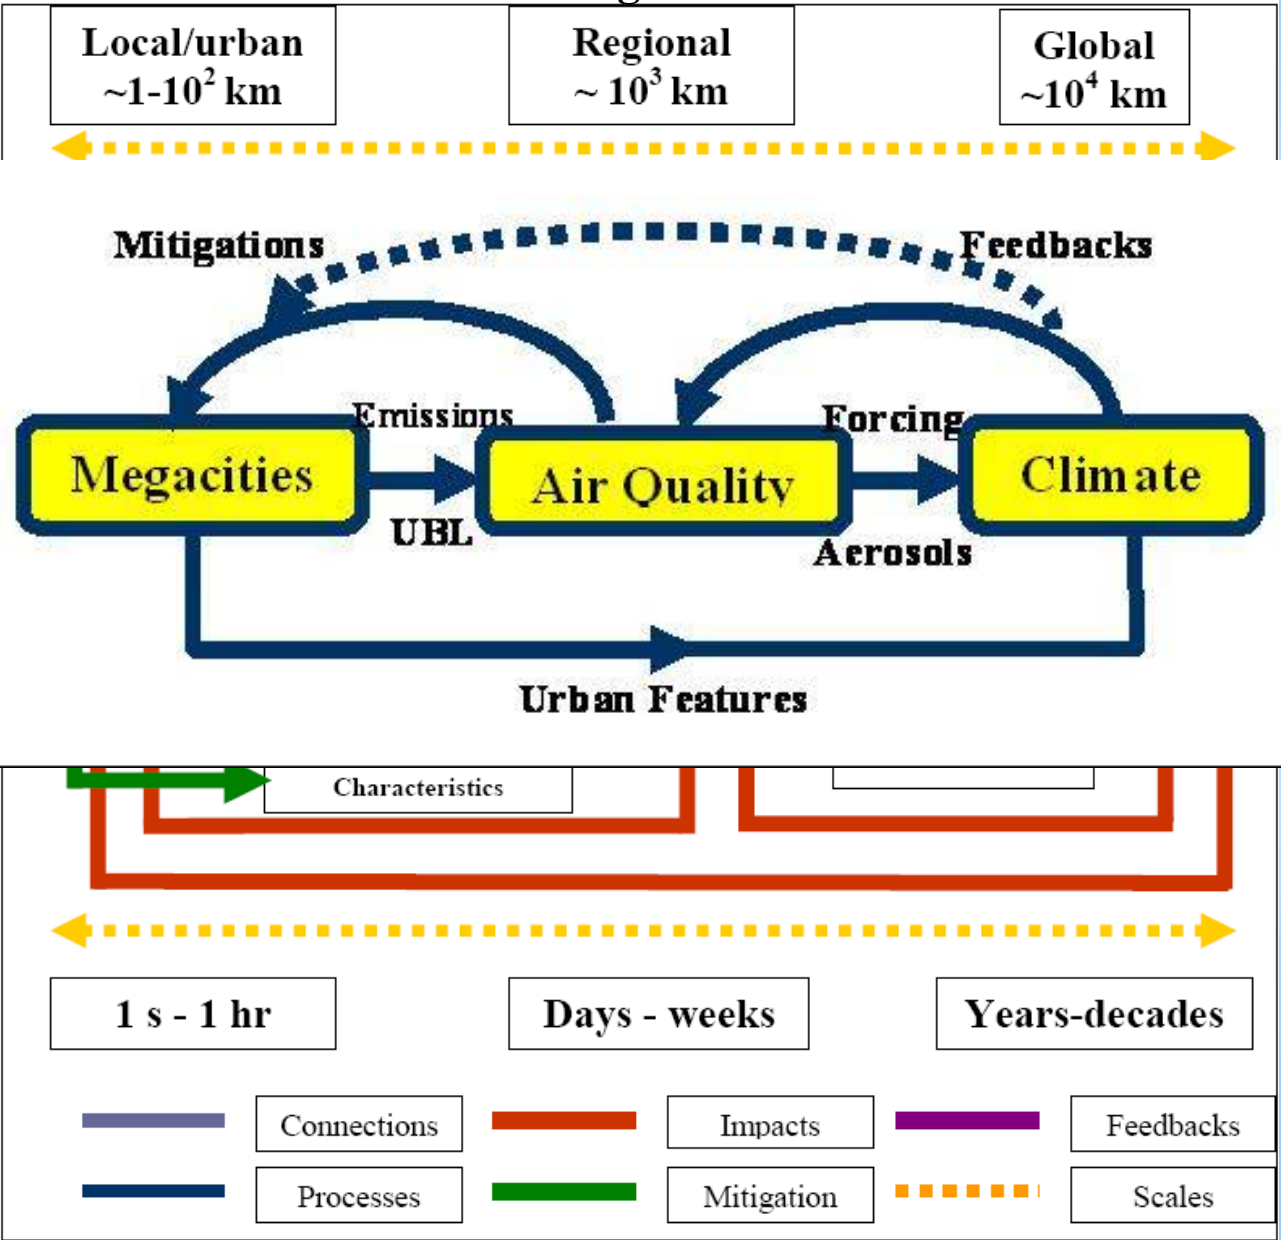 Local/urban
~1-10² km
Regional
~ 10³ km
Global
~10⁴ km
Mitigations
Feedbacks
Emissions
Forcing
Megacities
Air Quality
Climate
UBL
Aerosols
Urban Features
Characteristics
1 s - 1 hr
Days - weeks
Years-decades
Connections
Impacts
Feedbacks
Processes
Mitigation
Scales